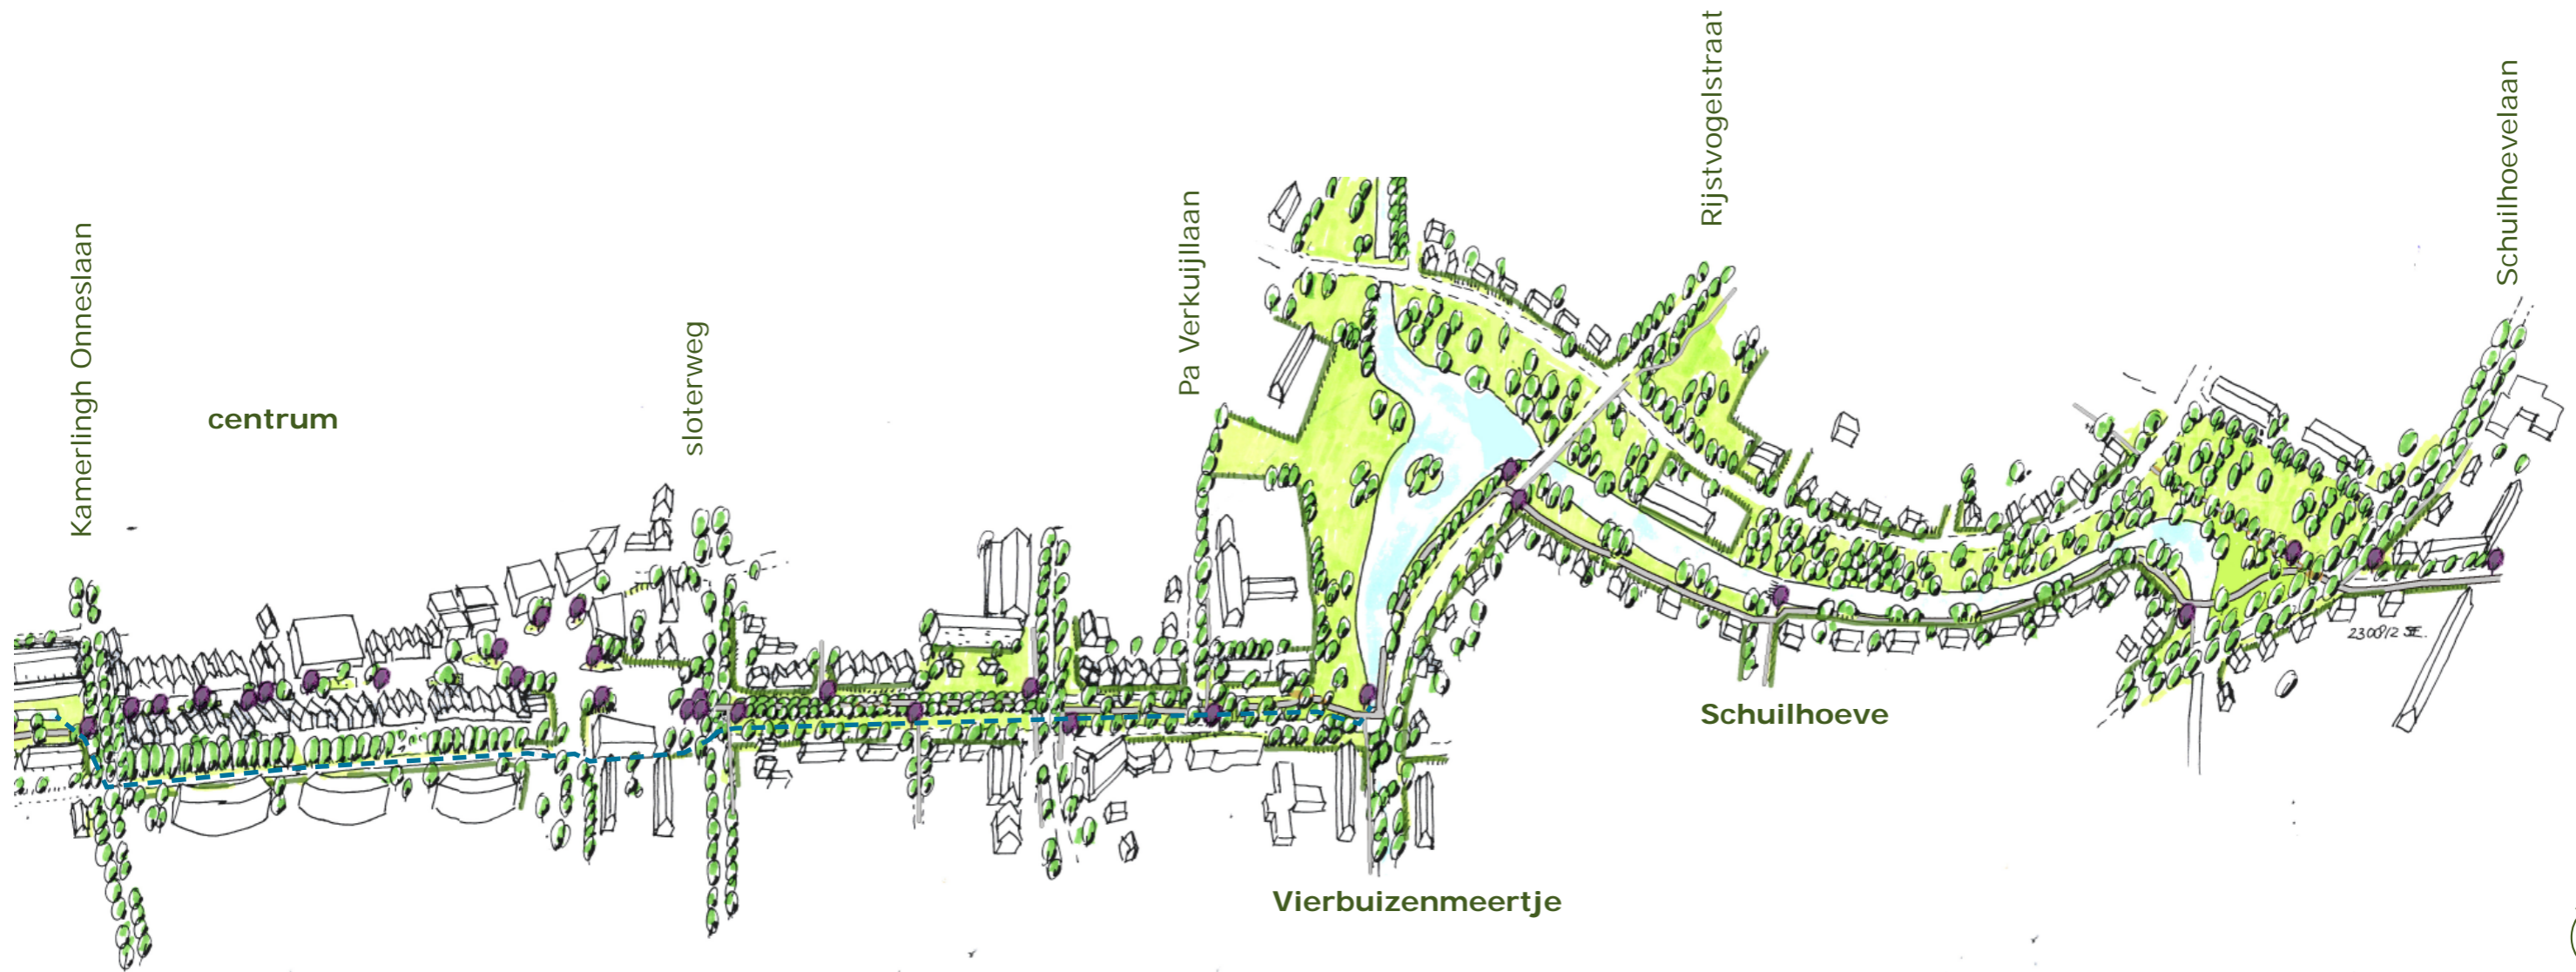 Kamerlingh Onneslaan
centrum
sloterweg
Pa Verkuijllaan
Rijstvogelstraat
Schuilhoevelaan
Schuilhoeve
Vierbuizenmeertje